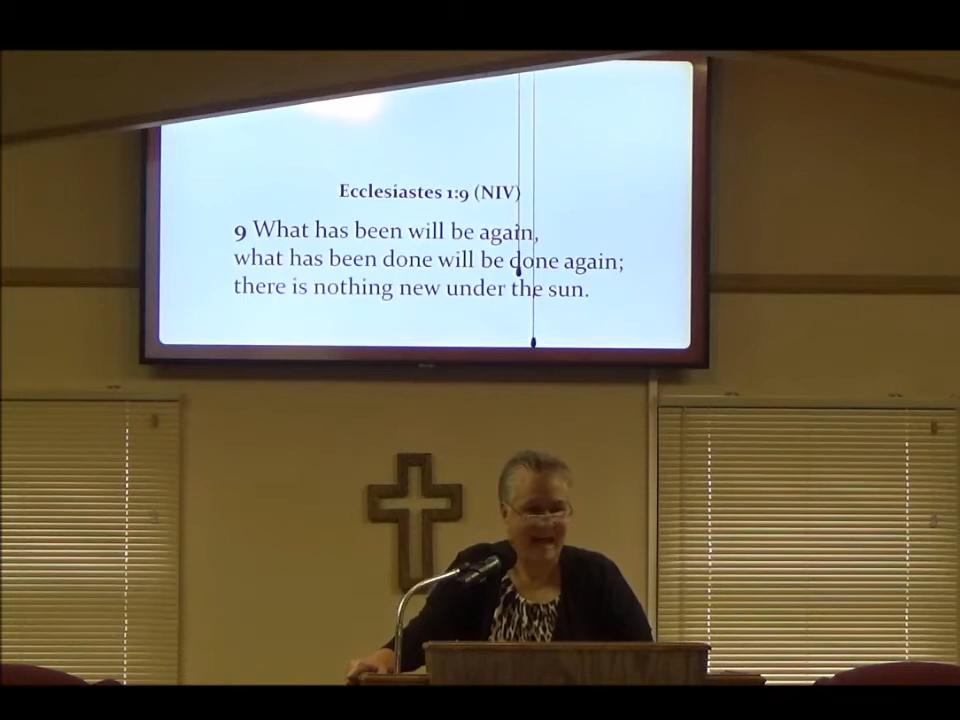 Ecclesiastes 1:9 (NIV)
9 What has been will be again,
what has been done will be done again;
there is nothing new under the sun.